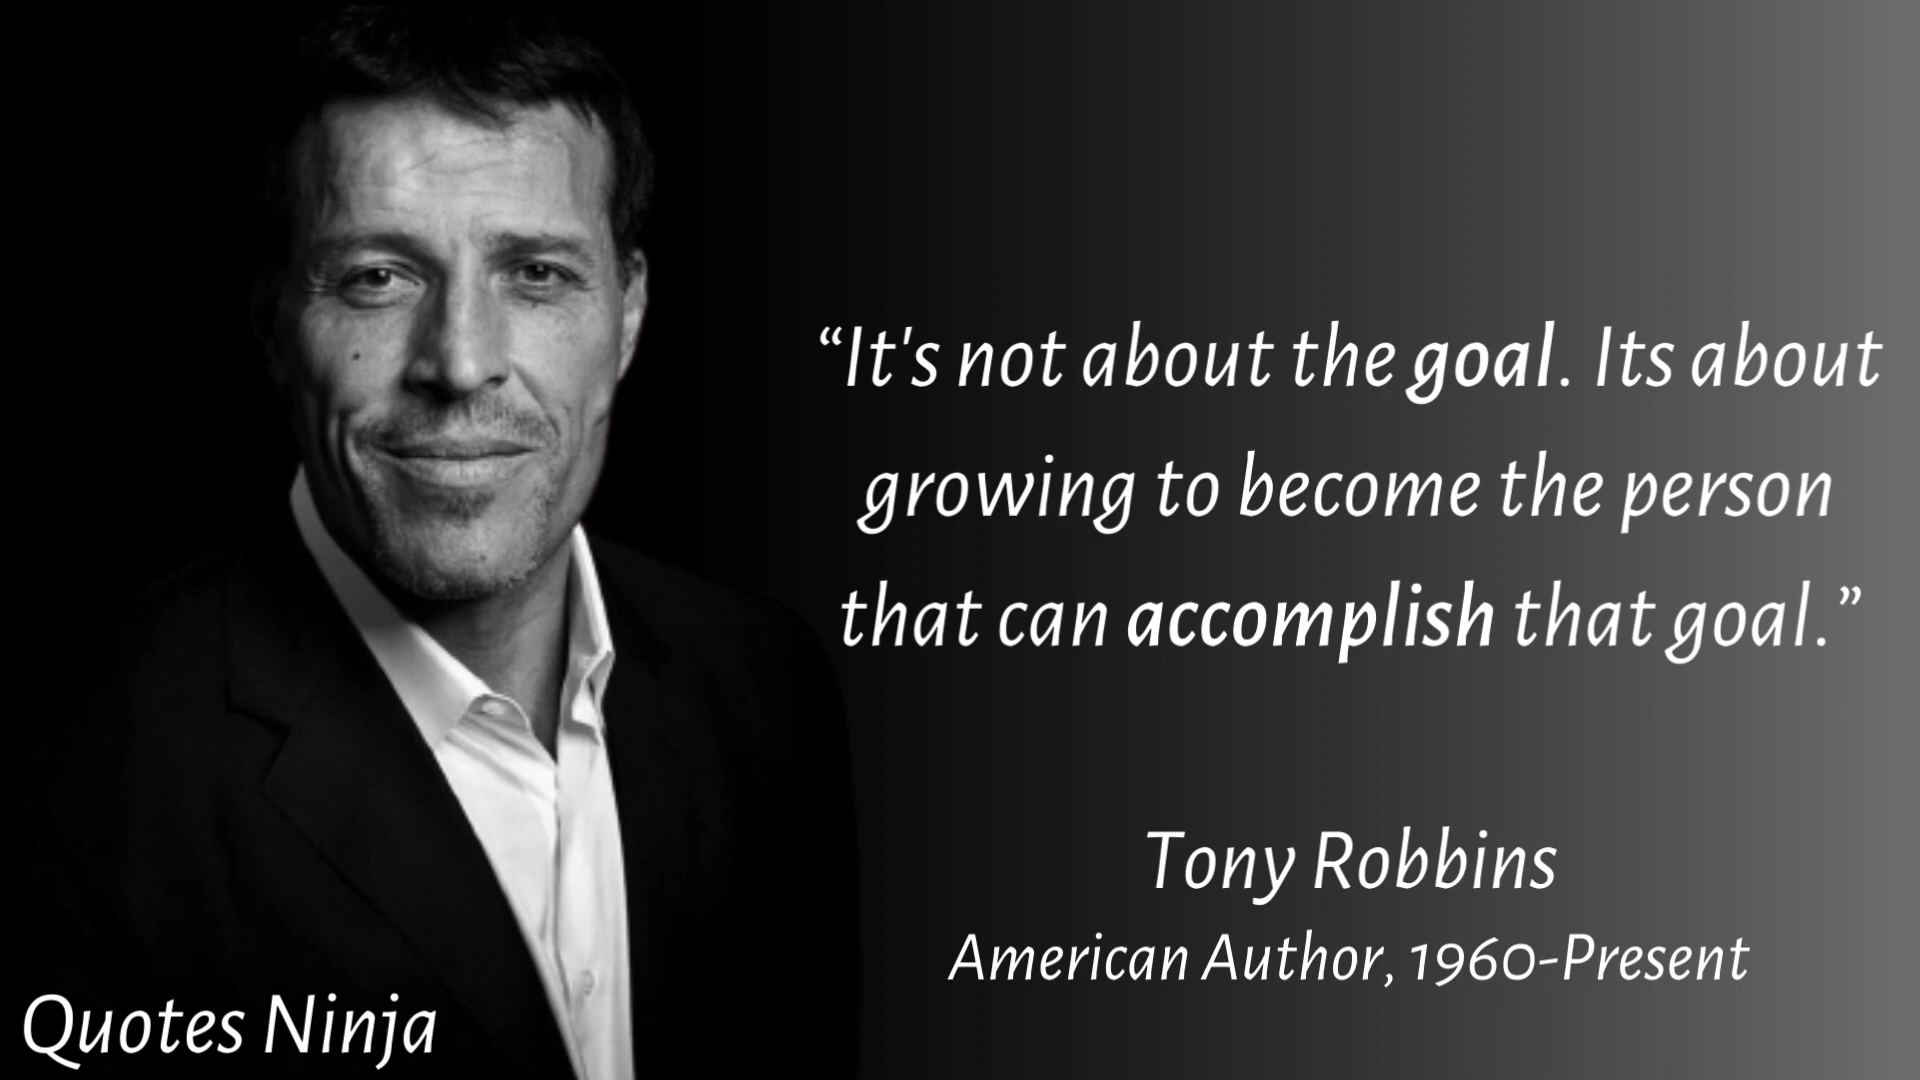 “It's not about the goal. Its about
growing to become the person
that can accomplish that goal.”
Tony Robbins
American Author, 1960-Present
Quotes Ninja